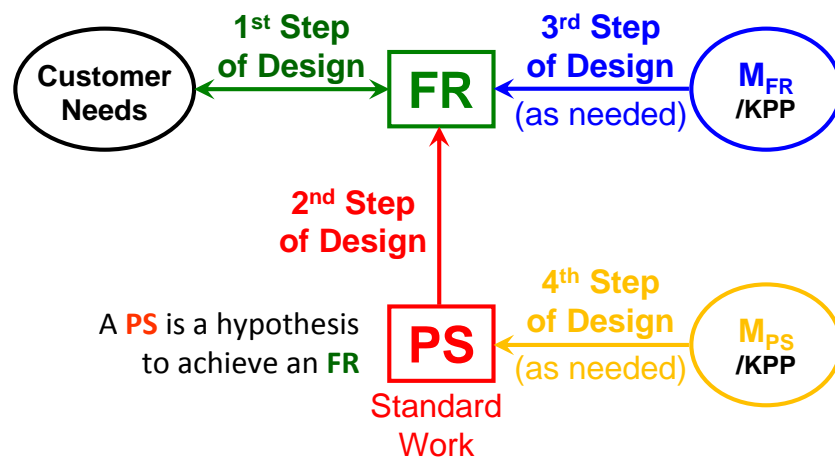 Customer
Needs
1st Step
of Design
FR
3rd Step
of Design
(as needed)
MFR
/KPP
2nd Step
of Design
A PS is a hypothesis
to achieve an FR
PS
Standard
Work
4th Step
of Design
(as needed)
MPS
/KPP